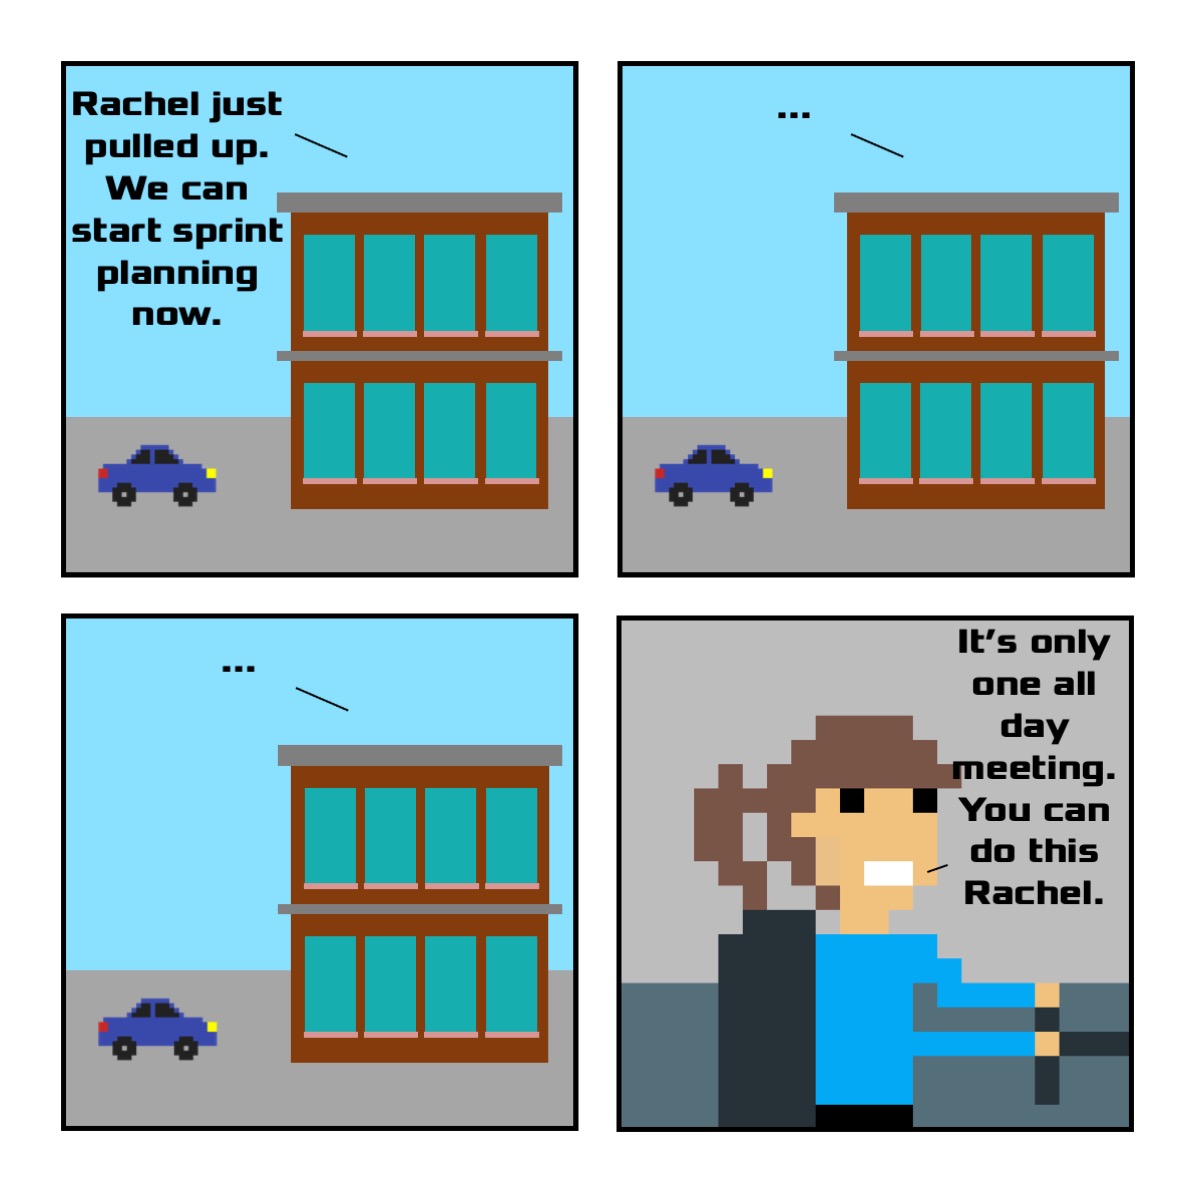 Rachel just
pulled up.
We can
start sprint
planning
now.
...
...
It's only
one all
day
meeting.
You can
do this
Rachel.